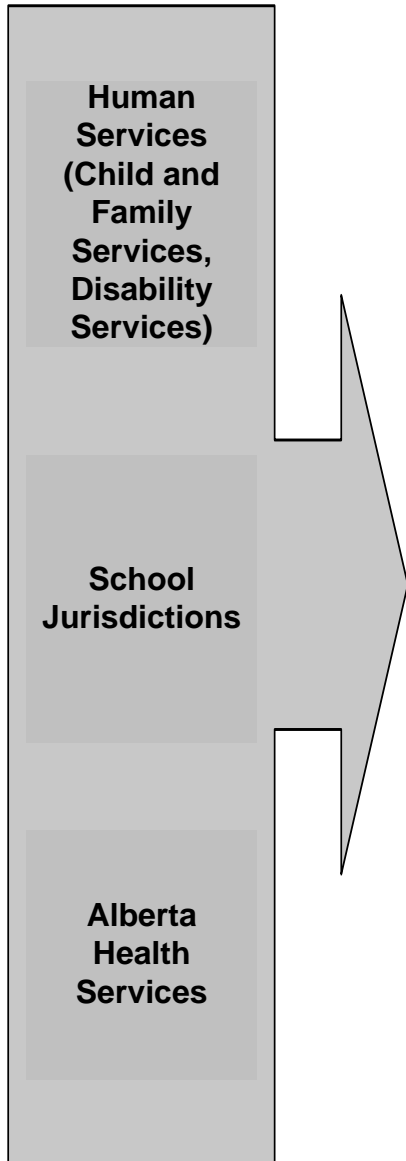 Human
Services
(Child and
Family
Services,
Disability
Services)
School
Jurisdictions
Alberta
Health
Services